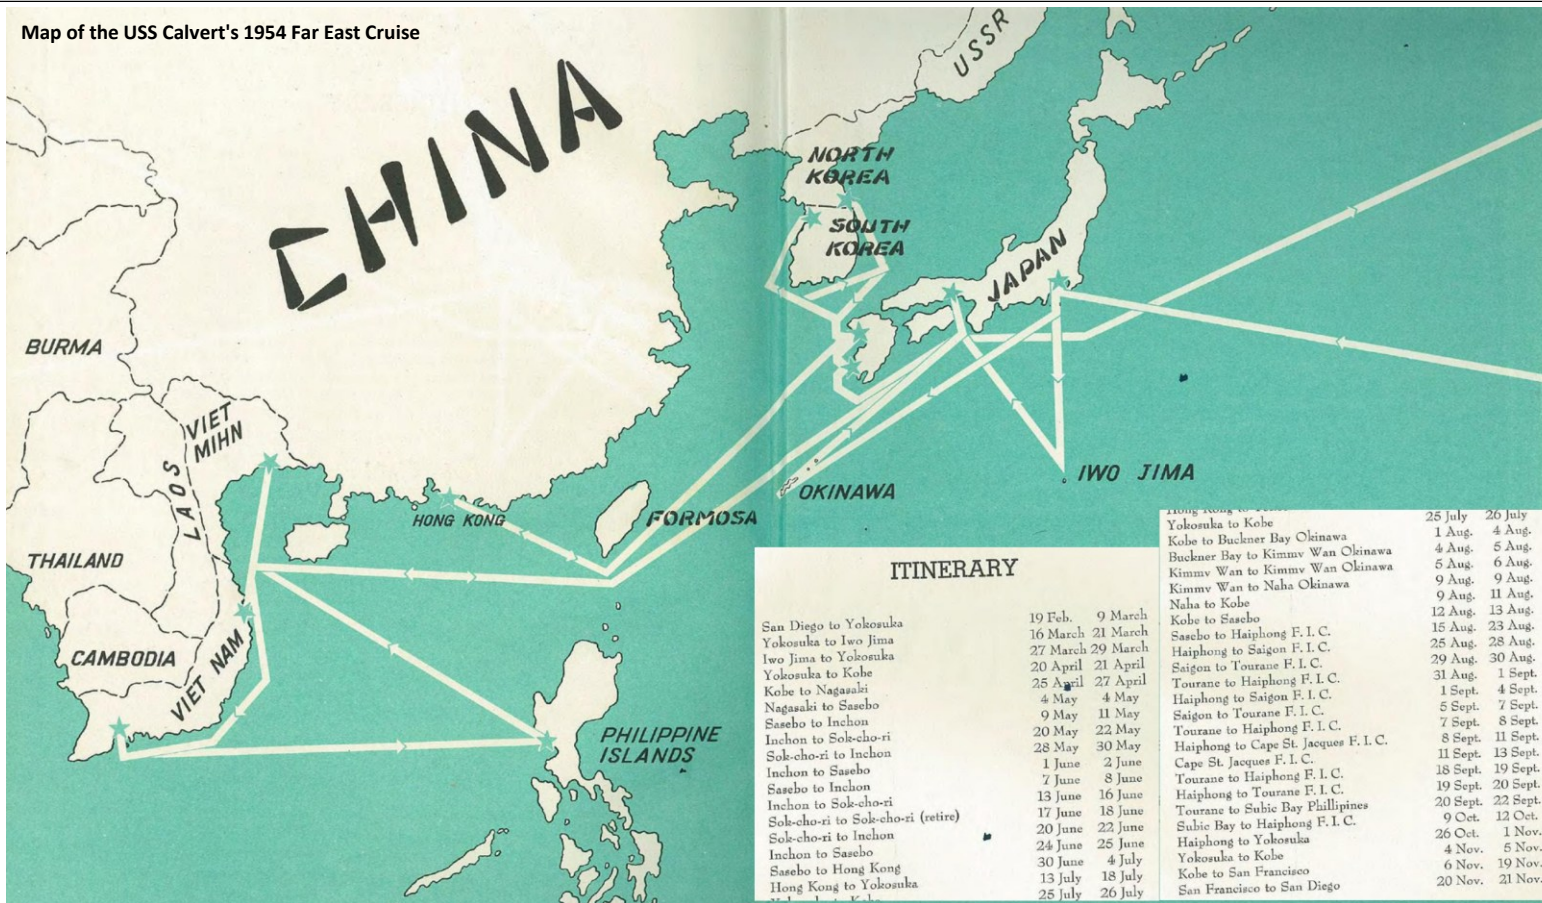 Map of the USS Calvert's 1954 Far East Cruise
USSR
CHINA
NORTH
KOREA
SOUTH
KOREA
JAPAN
BURMA
VIET
MIHN
LAOS
HONG KONG
FORMOSA
OKINAWA
IWO JIMA
THAILAND
CAMBODIA
VIET NAM
PHILIPPINE
ISLANDS
ITINERARY
San Diego to Yokosuka 19 Feb. 9 March
Yokosuka to Iwo Jima 16 March 21 March
Iwo Jima to Yokosuka 27 March 29 March
Yokosuka to Kobe 20 April 21 April
Kobe to Nagasaki 25 April 27 April
Nagasaki to Sasebo 4 May 4 May
Sasebo to Inchon 9 May 11 May
Inchon to Sok-cho-ri 20 May 22 May
Sok-cho-ri to Inchon 28 May 30 May
Inchon to Sasebo 1 June 2 June
Sasebo to Inchon 7 June 8 June
Inchon to Sok-cho-ri 13 June 16 June
Sok-cho-ri to Sok-cho-ri (retire) 17 June 18 June
Sok-cho-ri to Inchon 20 June 22 June
Inchon to Sasebo 24 June 25 June
Sasebo to Hong Kong 30 June 4 July
Hong Kong to Yokosuka 13 July 18 July
25 July 26 July
Yokosuka to Kobe 25 July 26 July
Kobe to Buckner Bay Okinawa 1 Aug. 4 Aug.
Buckner Bay to Kimmv Wan Okinawa 4 Aug. 5 Aug.
Kimmv Wan to Kimmv Wan Okinawa 5 Aug. 6 Aug.
Kimmv Wan to Naha Okinawa 9 Aug. 9 Aug.
Naha to Kobe 9 Aug. 11 Aug.
Kobe to Sasebo 12 Aug. 13 Aug.
Sasebo to Haiphong F. I. C. 15 Aug. 23 Aug.
Haiphong to Saigon F. I. C. 25 Aug. 28 Aug.
Saigon to Tourane F. I. C. 29 Aug. 30 Aug.
Tourane to Haiphong F. I. C. 31 Aug. 1 Sept.
Haiphong to Saigon F. I. C. 1 Sept. 4 Sept.
Saigon to Tourane F. I. C. 5 Sept. 7 Sept.
Tourane to Haiphong F. I. C. 7 Sept. 8 Sept.
Haiphong to Cape St. Jacques F. I. C. 8 Sept. 11 Sept.
Cape St. Jacques F. I. C. 11 Sept. 13 Sept.
Tourane to Haiphong F. I. C. 18 Sept. 19 Sept.
Haiphong to Tourane F. I. C. 19 Sept. 20 Sept.
Tourane to Subic Bay Phillipines 20 Sept. 22 Sept.
Subic Bay to Haiphong F. I. C. 9 Oct. 12 Oct.
Haiphong to Yokosuka 26 Oct. 1 Nov.
Yokosuka to Kobe 4 Nov. 5 Nov.
Kobe to San Francisco 6 Nov. 19 Nov.
San Francisco to San Diego 20 Nov. 21 Nov.